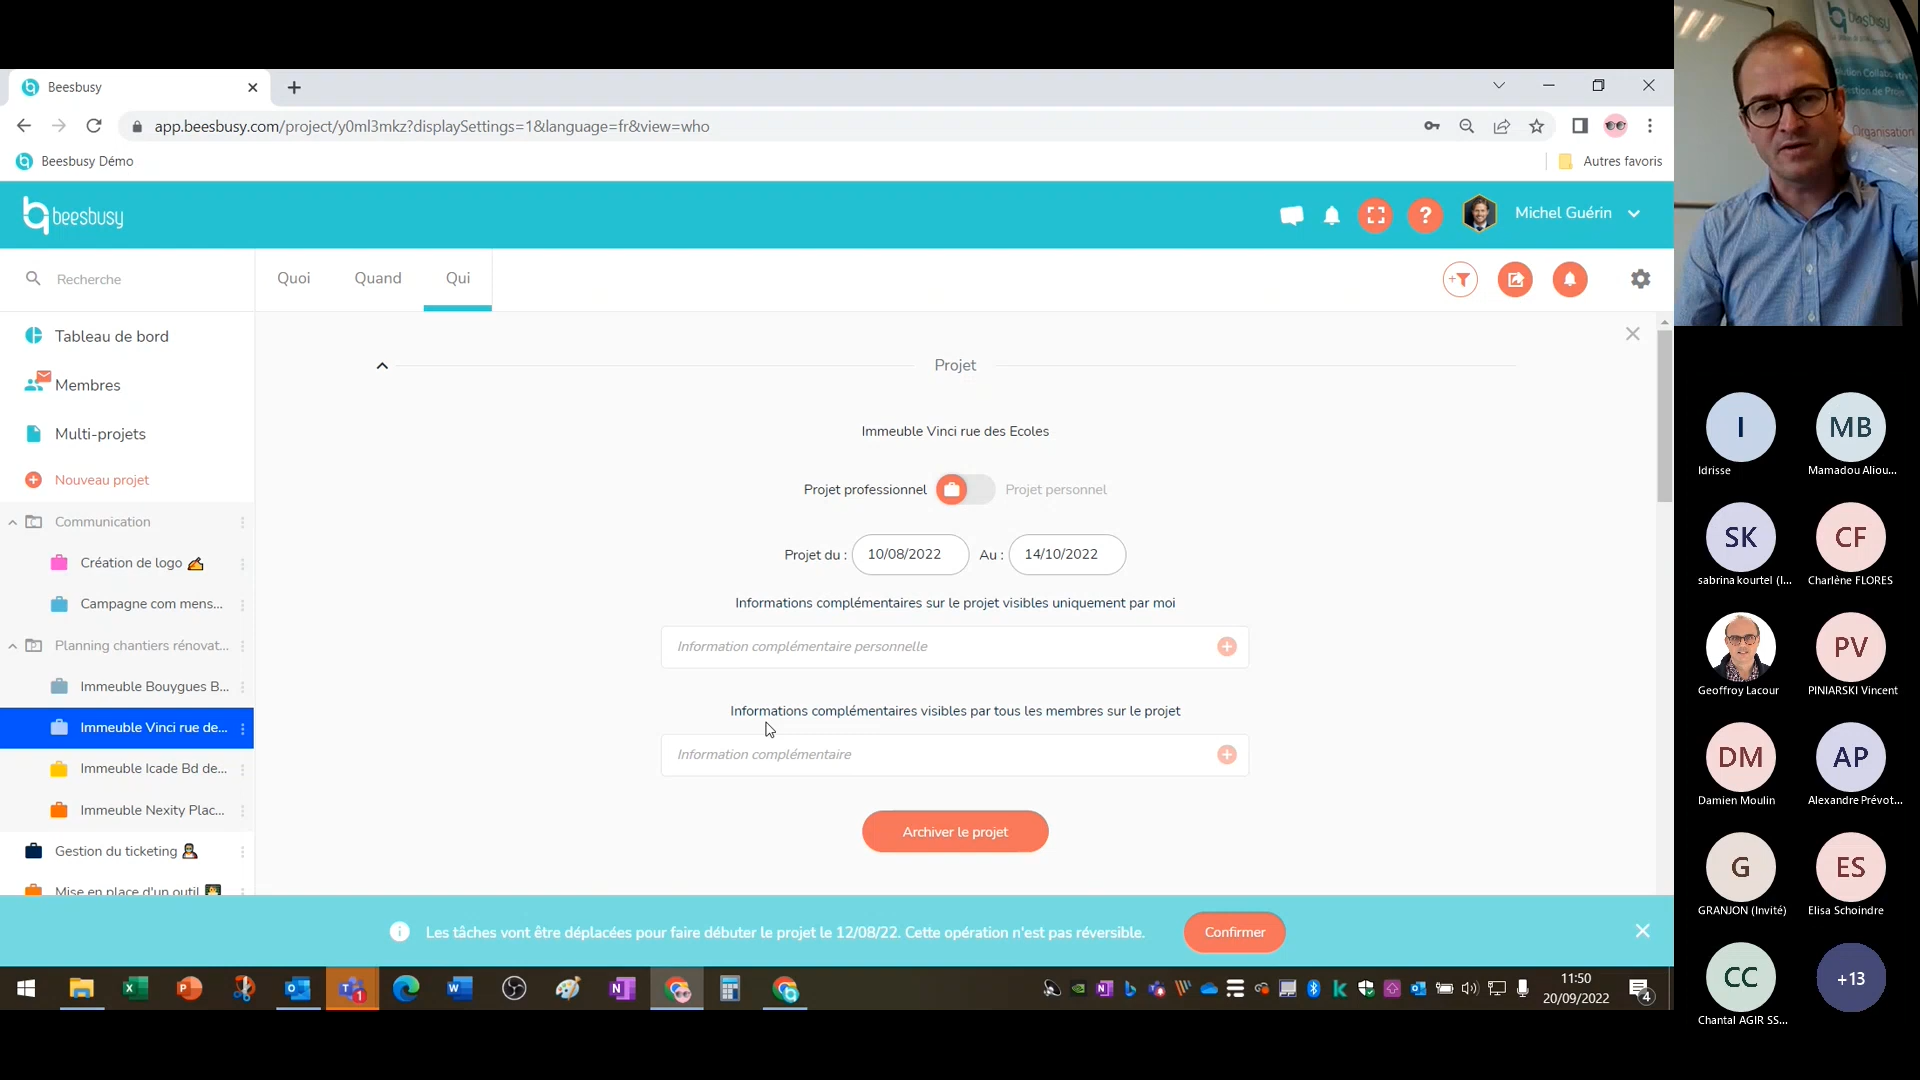 Beesbusy
app.beesbusy.com/project/y0ml3mkz?displaySettings=1&language=fr&view=who
Beesbusy Démo
Autres favoris
beesbusy
?
Michel Guérin
Recherche
Quoi
Quand
Qui
Tableau de bord
Membres
Multi-projets
Nouveau projet
Communication
Création de logo
Campagne com mens...
Planning chantiers rénovat...
Immeuble Bouygues B...
Immeuble Vinci rue de...
Immeuble Icade Bd de...
Immeuble Nexity Plac...
Gestion du ticketing
Mise en place d'un outil
Projet
Immeuble Vinci rue des Ecoles
Projet professionnel
Projet personnel
Projet du : 10/08/2022 Au : 14/10/2022
Informations complémentaires sur le projet visibles uniquement par moi
Information complémentaire personnelle
Informations complémentaires visibles par tous les membres sur le projet
Information complémentaire
Archiver le projet
Les tâches vont être déplacées pour faire débuter le projet le 12/08/22. Cette opération n'est pas réversible.
Confirmer
11:50
20/09/2022
4
1
beesbusy
Organisation
I
Idrisse
MB
Mamadou Aliou...
SK
sabrina kourtel (I...
CF
Charlène FLORES
Geoffroy Lacour
PV
PINIARSKI Vincent
DM
Damien Moulin
AP
Alexandre Prévot...
G
GRANJON (Invité)
ES
Elisa Schoindre
CC
Chantal AGIR SS...
+13